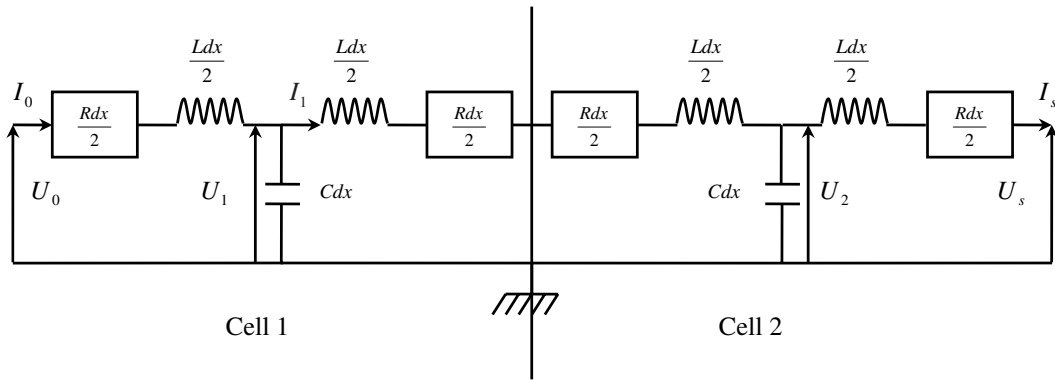 Ldx/2 Ldx/2 Ldx/2 Ldx/2
I₀ I₁ Iₛ
Rdx/2 Rdx/2 Rdx/2 Rdx/2
U₀ U₁ Cdx Cdx U₂ Uₛ
Cell 1 Cell 2